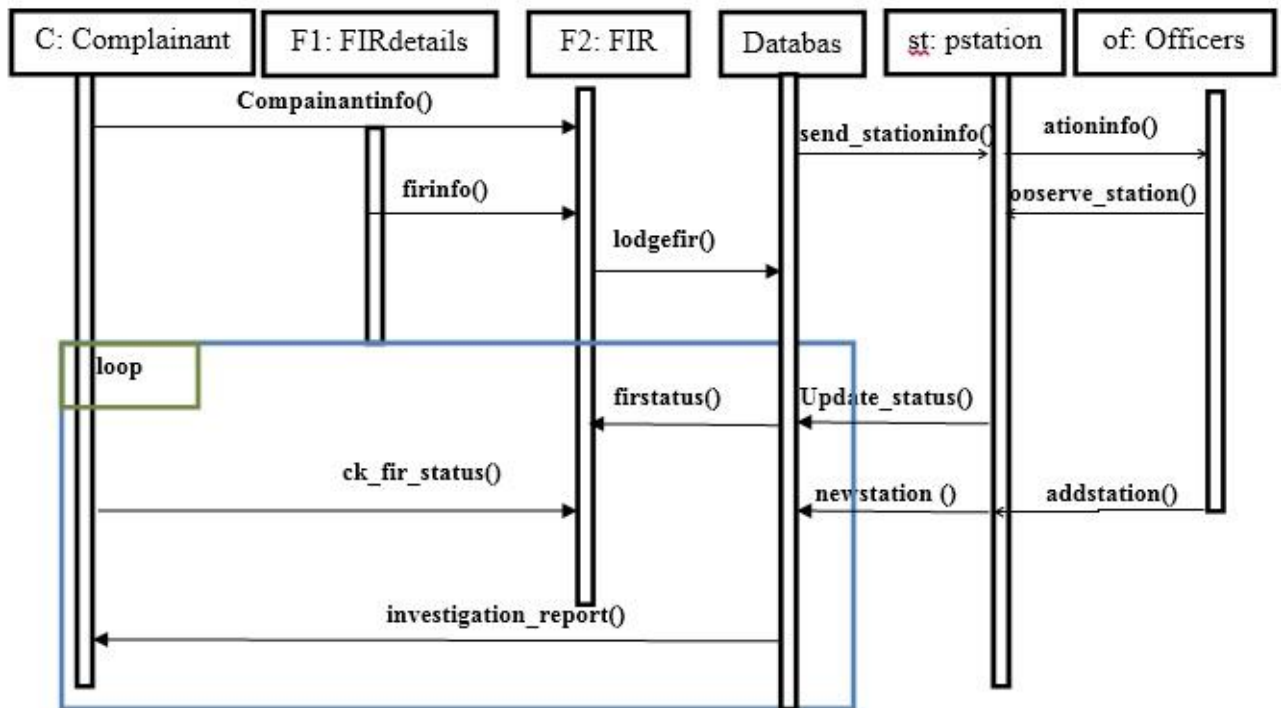 C: Complainant
F1: FIRdetails
F2: FIR
Databas
st: pstation
of: Officers
Compainantinfo()
send_stationinfo()
ationinfo()
firinfo()
observe_station()
lodgefir()
loop
firstatus()
Update_status()
ck_fir_status()
newstation ()
addstation()
investigation_report()